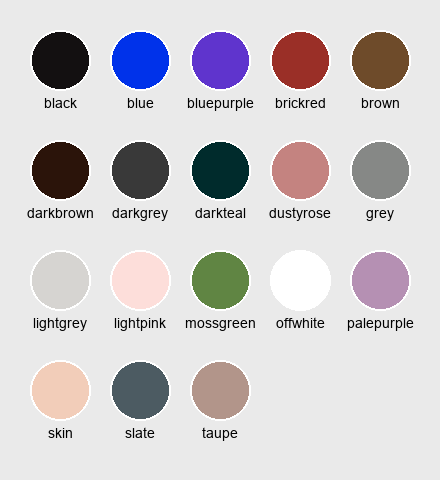 black blue bluepurple brickred brown
darkbrown darkgrey darkteal dustyrose grey
lightgrey lightpink mossgreen offwhite palepurple
skin slate taupe